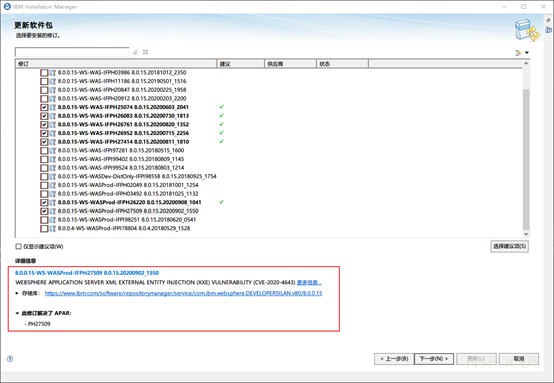 IBM Installation Manager
更新软件包
选择要安装的修订。
修订 建议 供应商 状态
8.0.0.15-WS-WAS-IFPH03986 8.0.15.20181012_2350
8.0.0.15-WS-WAS-IFPH11186 8.0.15.20190501_1516
8.0.0.15-WS-WAS-IFPH20847 8.0.15.20200225_1958
8.0.0.15-WS-WAS-IFPH20912 8.0.15.20200203_2200
8.0.0.15-WS-WAS-IFPH25074 8.0.15.20200603_2041
8.0.0.15-WS-WAS-IFPH26083 8.0.15.20200730_1813
8.0.0.15-WS-WAS-IFPH26761 8.0.15.20200820_1352
8.0.0.15-WS-WAS-IFPH26952 8.0.15.20200715_2256
8.0.0.15-WS-WAS-IFPH27414 8.0.15.20200811_1810
8.0.0.15-WS-WAS-IFPI97281 8.0.15.20180515_1600
8.0.0.15-WS-WAS-IFPI99402 8.0.15.20180809_1145
8.0.0.15-WS-WAS-IFPI99524 8.0.15.20180803_1214
8.0.0.15-WS-WASDev-DistOnly-IFPI98558 8.0.15.20180925_1754
8.0.0.15-WS-WASProd-IFPH02049 8.0.15.20181001_1254
8.0.0.15-WS-WASProd-IFPH03492 8.0.15.20181025_1132
8.0.0.15-WS-WASProd-IFPH26220 8.0.15.20200908_1041
8.0.0.15-WS-WASProd-IFPH27509 8.0.15.20200902_1550
8.0.0.15-WS-WASProd-IFPI98251 8.0.15.20180620_0541
8.0.0.4-WS-WASProd-IFPI78804 8.0.4.20180529_1528
仅显示建议项(W)
选择建议项(S)
详细信息
8.0.0.15-WS-WASProd-IFPH27509 8.0.15.20200902_1550
WEBSPHERE APPLICATION SERVER XML EXTERNAL ENTITY INJECTION (XXE) VULNERABILITY (CVE-2020-4643) 更多信息...
• 存储库： https://www.ibm.com/software/repositorymanager/service/com.ibm.websphere.DEVELOPERSILAN.v80/8.0.0.15
此修订解决了 APAR:
- PH27509
< 上一步(B) 下一步(N) > 更新(U) 取消